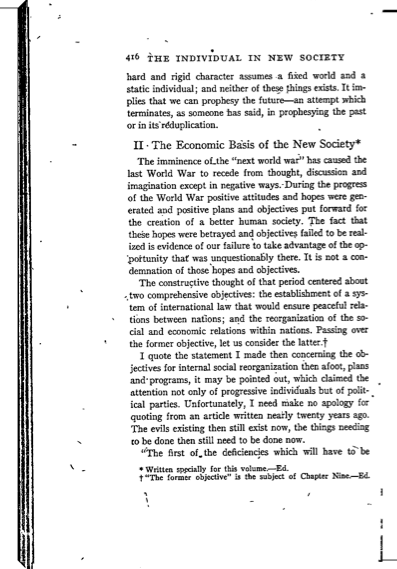 416 THE INDIVIDUAL IN NEW SOCIETY
hard and rigid character assumes a fixed world and a
static individual; and neither of these things exists. It im-
plies that we can prophesy the future—an attempt which
terminates, as someone has said, in prophesying the past
or in its reduplication.
II · The Economic Basis of the New Society*
The imminence of the “next world war” has caused the
last World War to recede from thought, discussion and
imagination except in negative ways. During the progress
of the World War positive attitudes and hopes were gen-
erated and positive plans and objectives put forward for
the creation of a better human society. The fact that
these hopes were betrayed and objectives failed to be real-
ized is evidence of our failure to take advantage of the op-
portunity that was unquestionably there. It is not a con-
demnation of those hopes and objectives.
The constructive thought of that period centered about
two comprehensive objectives: the establishment of a sys-
tem of international law that would ensure peaceful rela-
tions between nations; and the reorganization of the so-
cial and economic relations within nations. Passing over
the former objective, let us consider the latter.†
I quote the statement I made then concerning the ob-
jectives for internal social reorganization then afoot, plans
and programs, it may be pointed out, which claimed the
attention not only of progressive individuals but of polit-
ical parties. Unfortunately, I need make no apology for
quoting from an article written nearly twenty years ago.
The evils existing then still exist now, the things needing
to be done then still need to be done now.
“The first of the deficiencies which will have to be
* Written specially for this volume.—Ed.
† “The former objective” is the subject of Chapter Nine.—Ed.